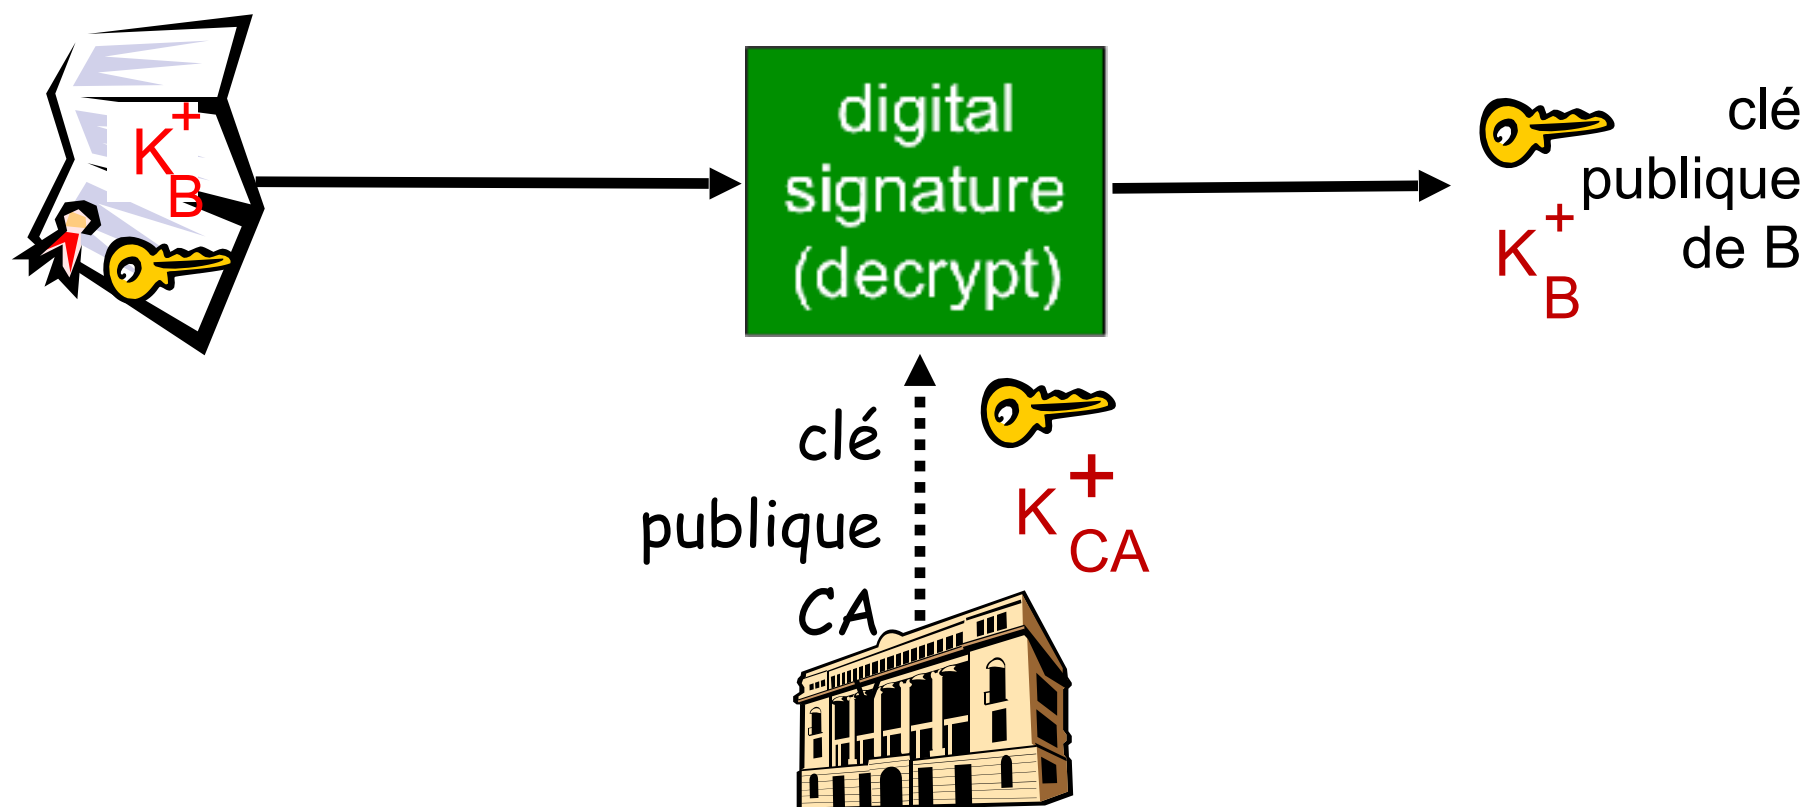 K+
B
digital
signature
(decrypt)
clé
publique
de B
K+
B
clé
publique
CA
K+
CA